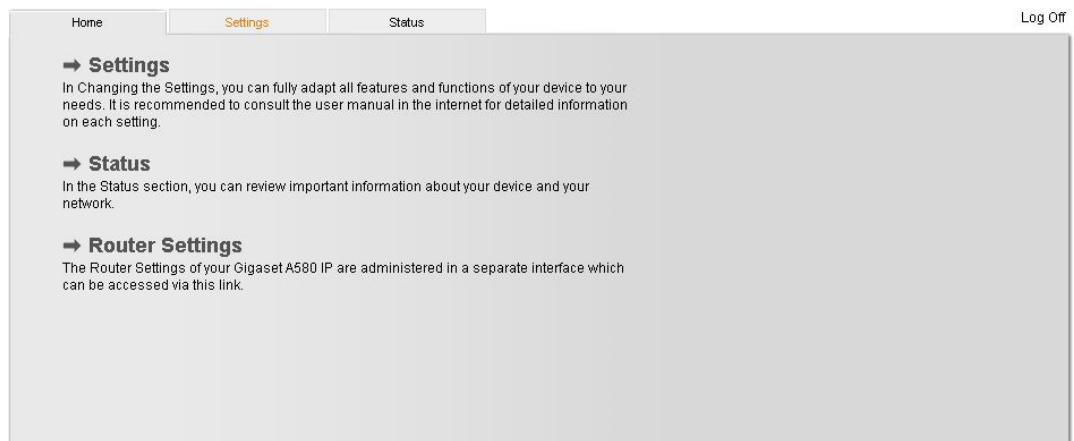 Home Settings Status Log Off
➞ Settings
In Changing the Settings, you can fully adapt all features and functions of your device to your
needs. It is recommended to consult the user manual in the internet for detailed information
on each setting.
➞ Status
In the Status section, you can review important information about your device and your
network.
➞ Router Settings
The Router Settings of your Gigaset A580 IP are administered in a separate interface which
can be accessed via this link.